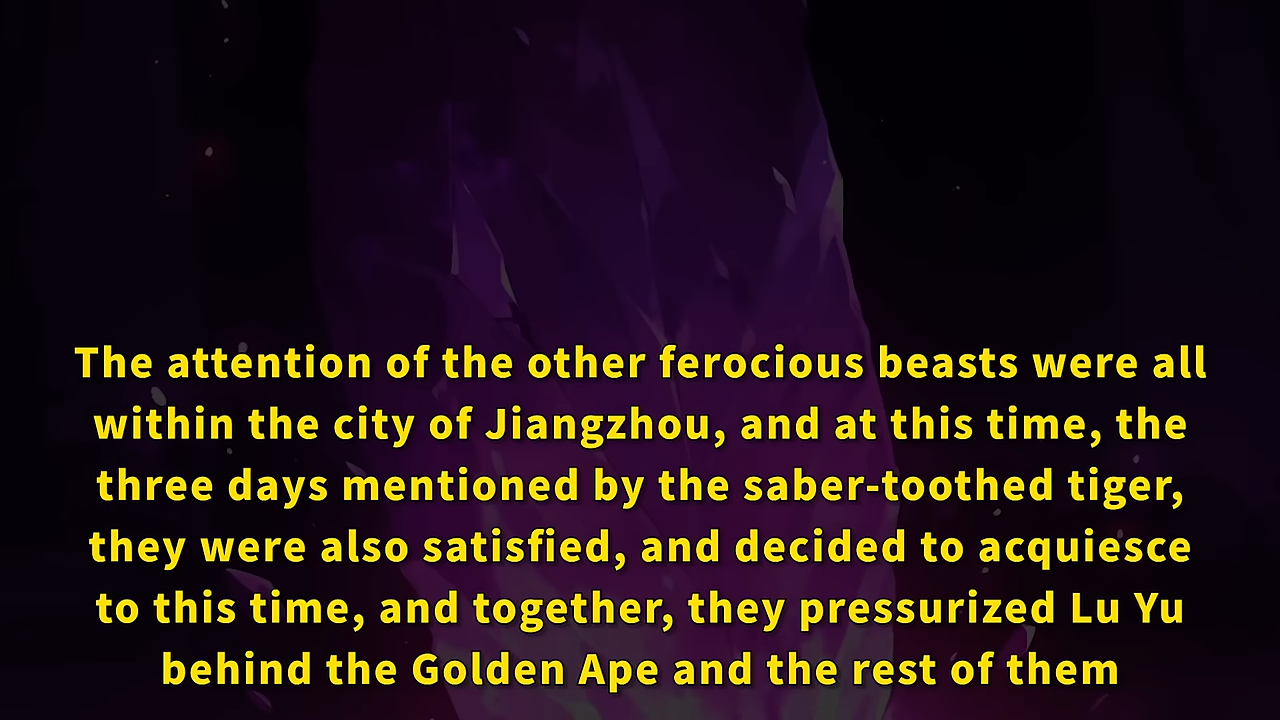 The attention of the other ferocious beasts were all
within the city of Jiangzhou, and at this time, the
three days mentioned by the saber-toothed tiger,
they were also satisfied, and decided to acquiesce
to this time, and together, they pressurized Lu Yu
behind the Golden Ape and the rest of them